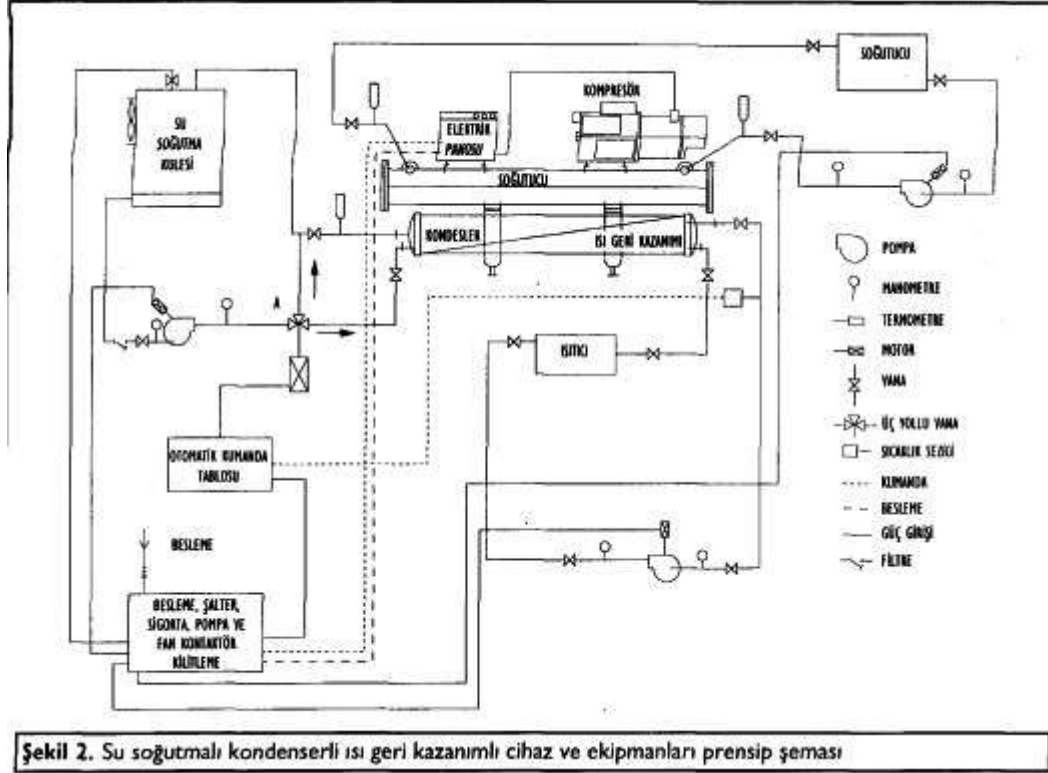 SOĞUTUCU
KOMPRESÖR
SU
SOĞUTMA
KULESİ
ELEKTRİK
PANOSU
SOĞUTUCU
KONDESLER
ISI GERİ KAZANIMI
A
ISITICI
POMPA
MANOMETRE
TERMOMETRE
MOTOR
VANA
ÜÇ YOLLU VANA
SICAKLIK SEZİCİ
KUMANDA
BESLEME
GÜÇ GİRİŞİ
FİLTRE
OTOMATİK KUMANDA
TABLOSU
BESLEME
BESLEME, ŞALTER,
SİGORTA, POMPA VE
FAN KONTAKTÖR
KİLİTLEME
Şekil 2. Su soğutmalı kondenserli ısı geri kazanımlı cihaz ve ekipmanları prensip şeması